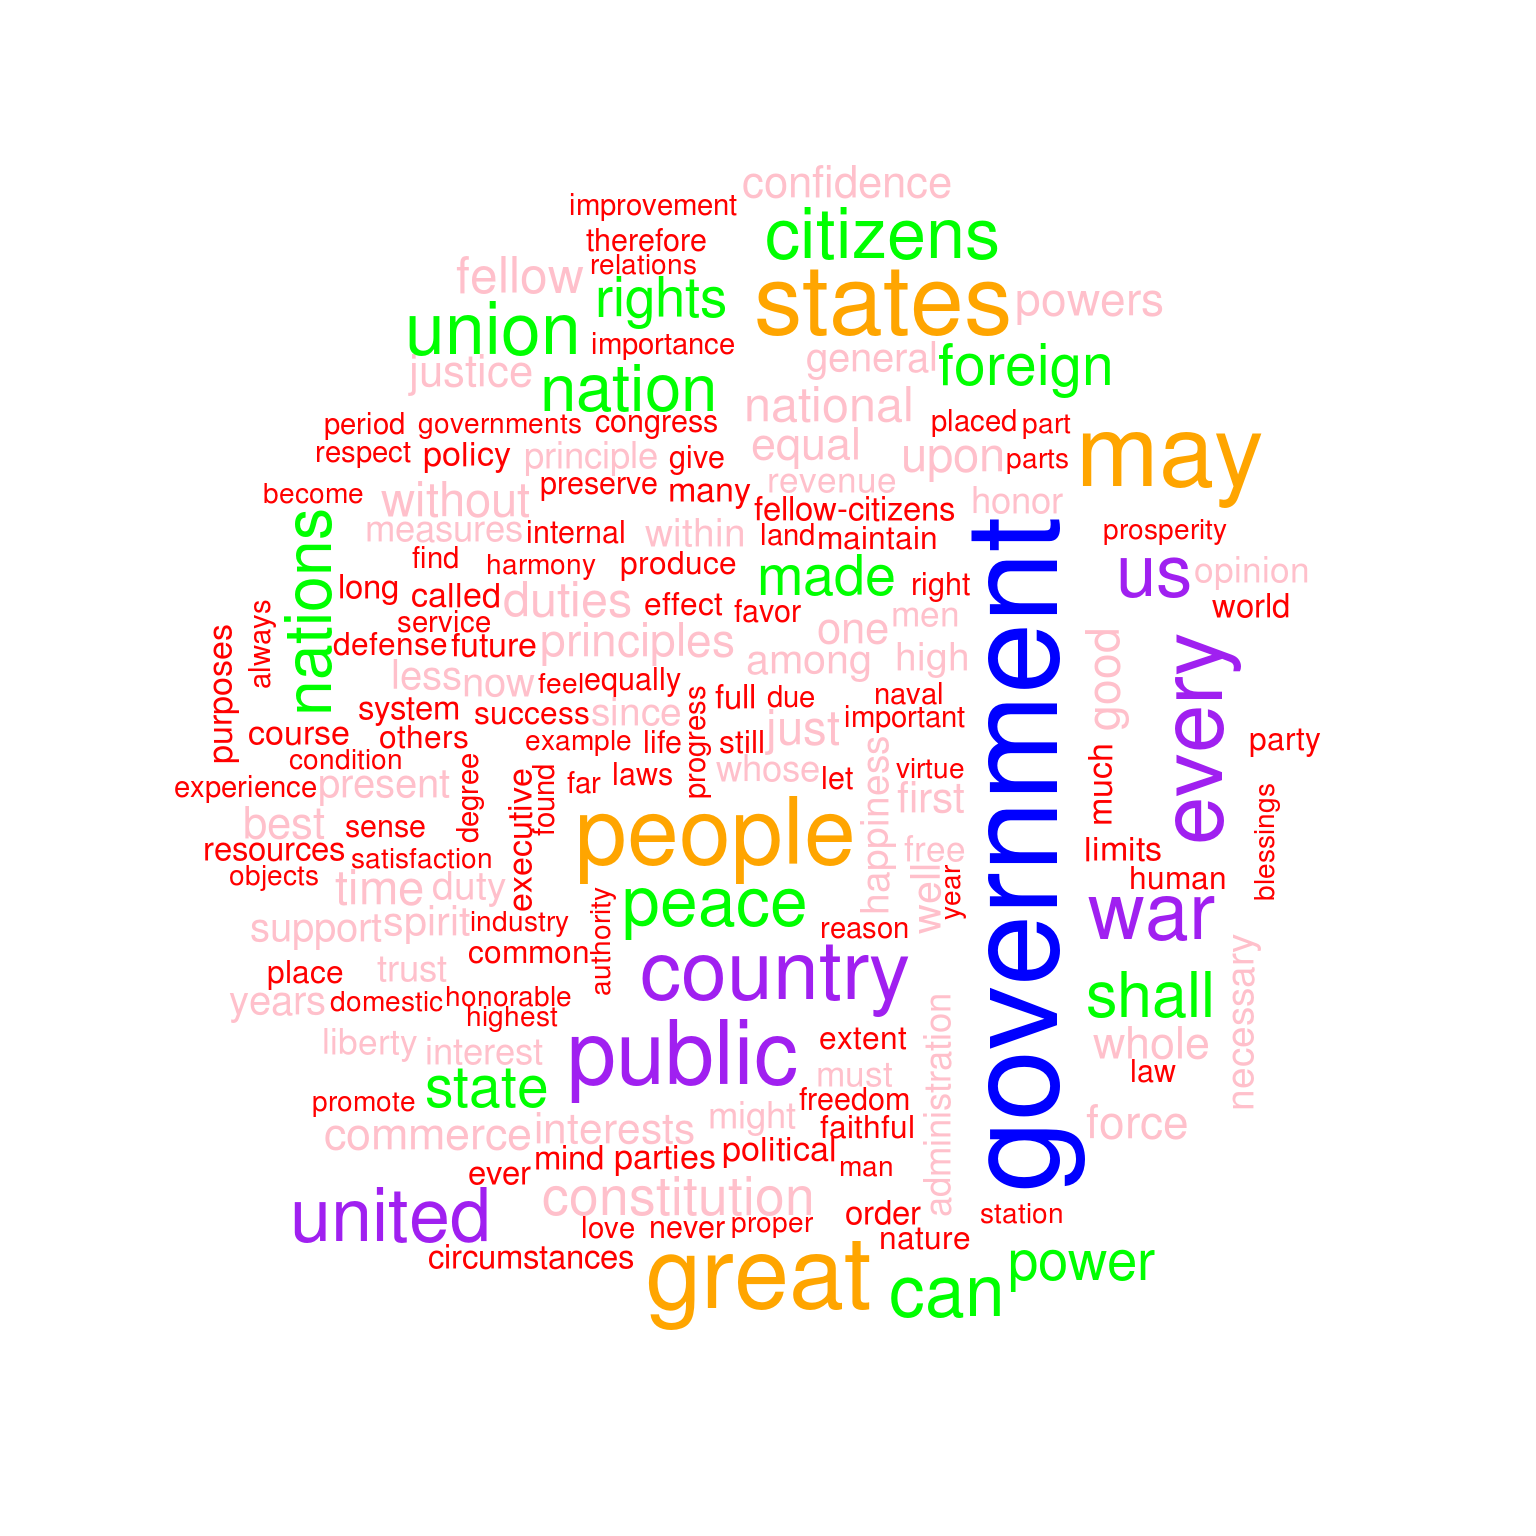 confidence
improvement
citizens
therefore
relations
fellow
rights
states
powers
union
importance
general
foreign
justice
nation
national
period
governments
congress
placed
part
may
respect
policy
principle
give
equal
upon
parts
become
without
preserve
many
revenue
honor
fellow-citizens
nations
measures
internal
within
land
maintain
government
prosperity
find
harmony
produce
made
right
us
opinion
long
called
duties
effect
favor
men
world
always
service
one
purposes
defense
future
principles
among
high
good
every
less
now
feel
equally
system
success
since
progress
full
due
naval
important
course
others
example
life
still
just
party
condition
happiness
much
experience
present
degree
executive
found
far
laws
whose
let
virtue
first
blessings
best
sense
people
resources
satisfaction
free
limits
objects
time
duty
well
year
human
authority
peace
war
support
spirit
industry
reason
common
necessary
place
trust
country
years
domestic
honorable
highest
administration
shall
liberty
interest
public
extent
whole
state
must
law
promote
freedom
commerce
interests
might
faithful
force
ever
mind
parties
political
man
united
constitution
love
never
proper
order
station
circumstances
nature
great
can
power